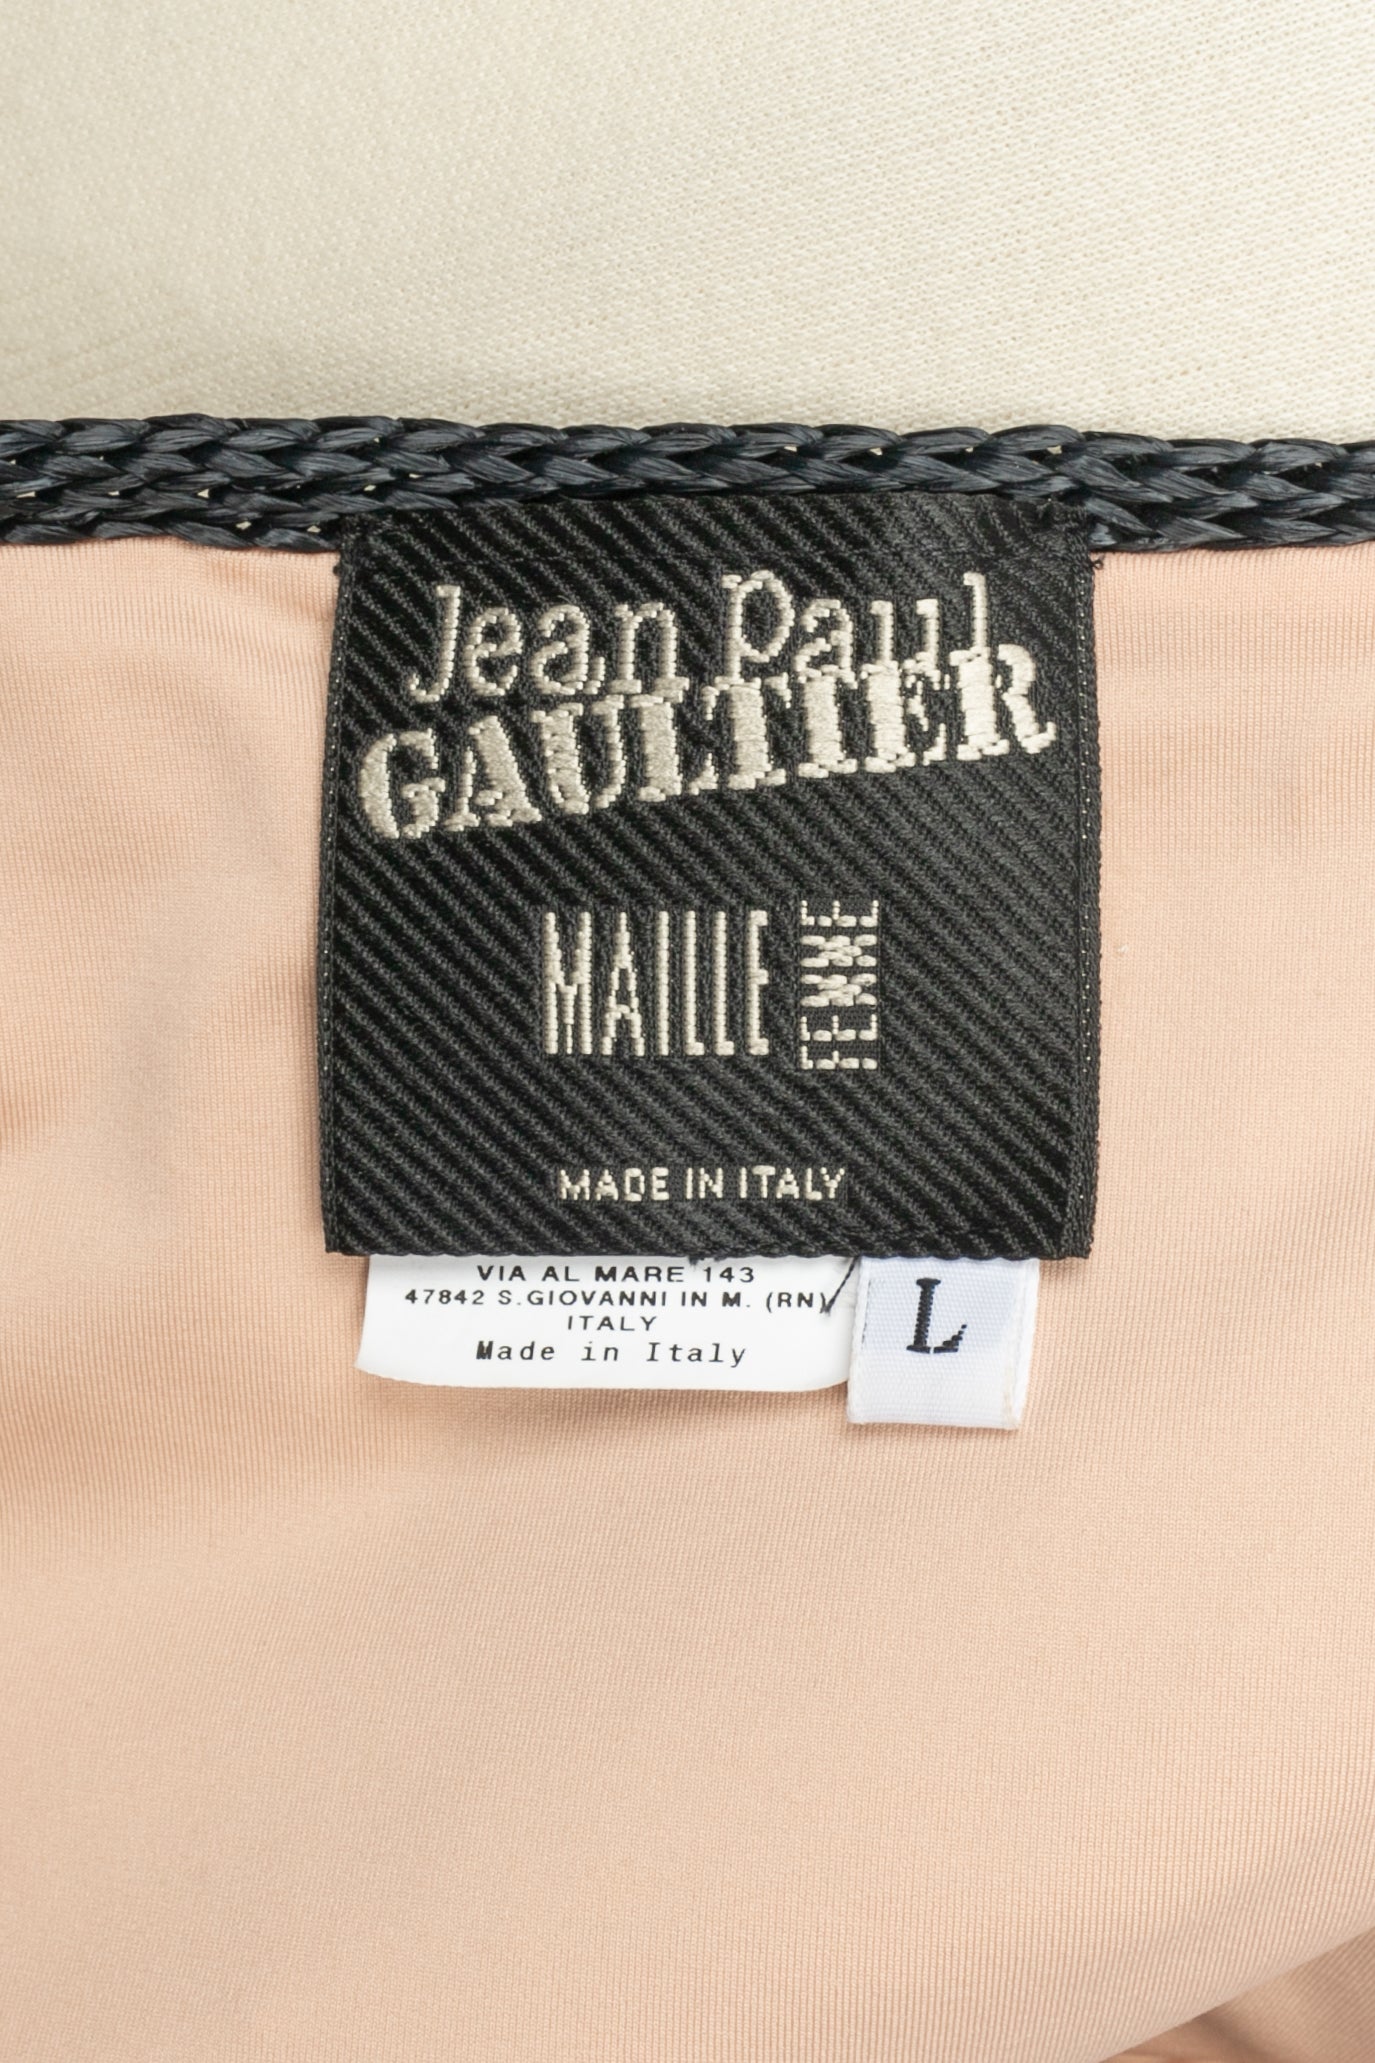 Jean Paul
GAULTIER
MAILLE FEMME
MADE IN ITALY
VIA AL MARE 143
47842 S.GIOVANNI IN M. (RN)
ITALY
Made in Italy
L